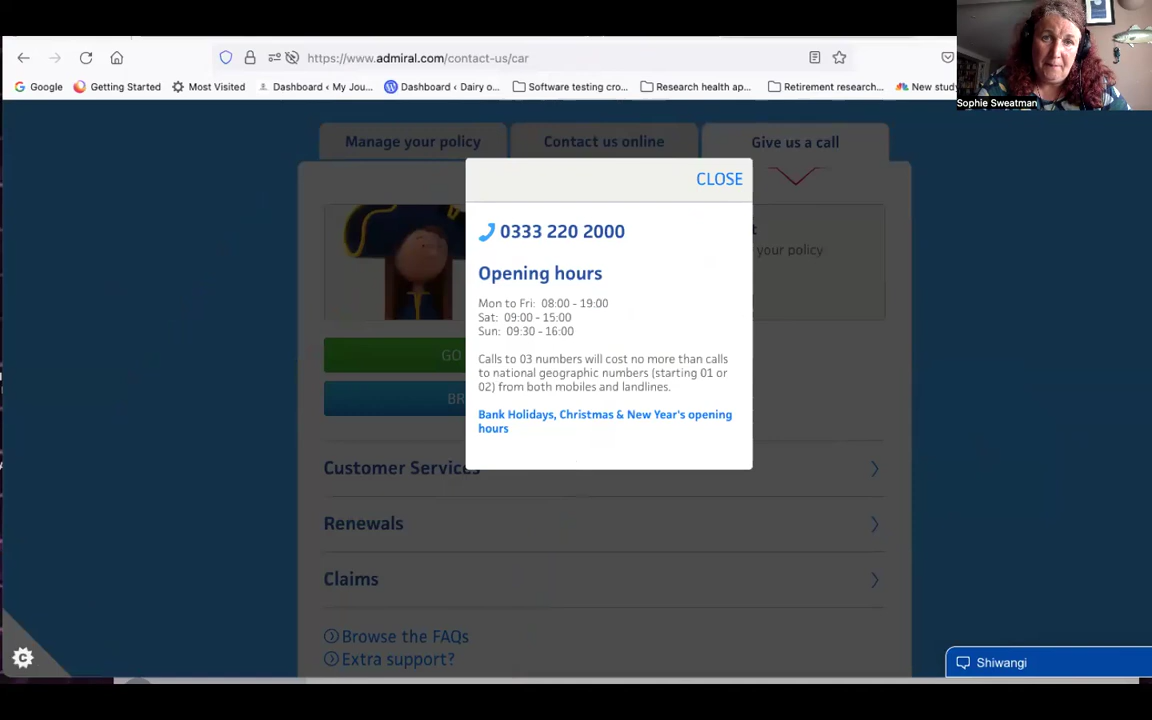 https://www.admiral.com/contact-us/car
Google Getting Started Most Visited Dashboard ‹ My Jou... Dashboard ‹ Dairy o... Software testing cro... Research health ap... Retirement research... New study
Sophie Sweatman
Manage your policy Contact us online Give us a call
CLOSE
0333 220 2000
your policy
Opening hours
Mon to Fri: 08:00 - 19:00
Sat: 09:00 - 15:00
Sun: 09:30 - 16:00
GO
Calls to 03 numbers will cost no more than calls
to national geographic numbers (starting 01 or
02) from both mobiles and landlines.
BR
Bank Holidays, Christmas & New Year's opening
hours
Customer Services
Renewals
Claims
Browse the FAQs
Extra support?
Shiwangi